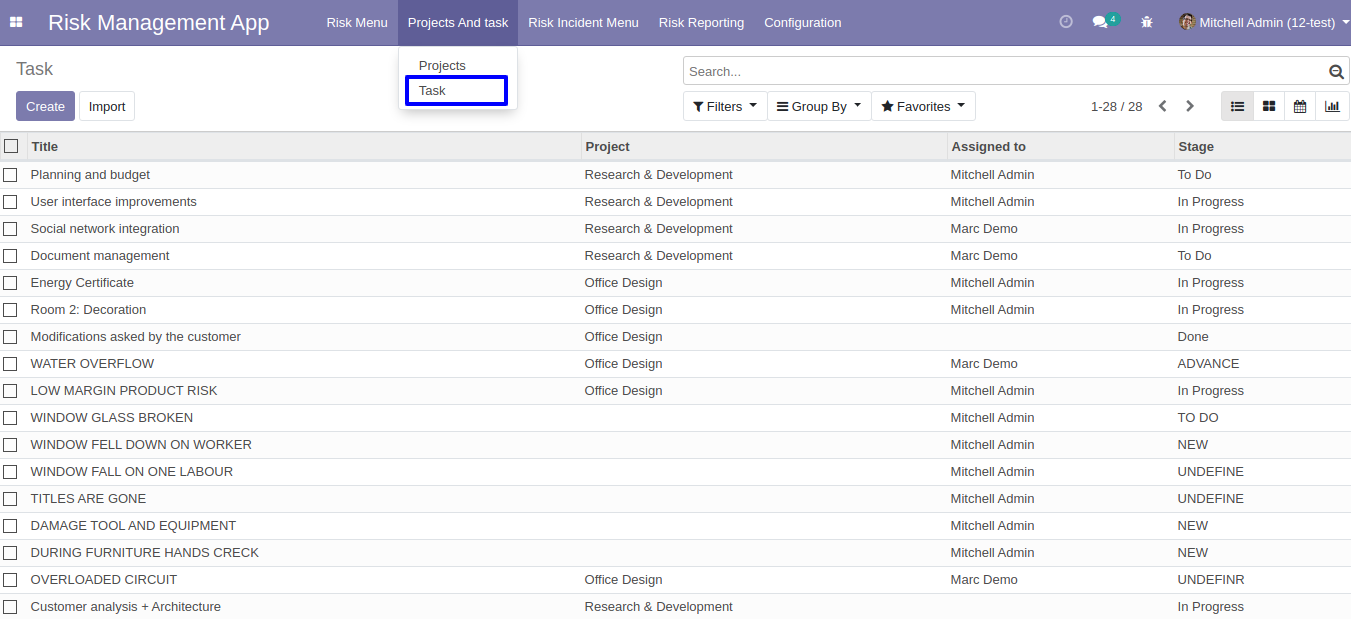 Risk Management App Risk Menu Projects And task Risk Incident Menu Risk Reporting Configuration 4 Mitchell Admin (12-test)
Projects
Task
Task
Search...
Create Import Filters Group By Favorites 1-28 / 28
Title Project Assigned to Stage
Planning and budget Research & Development Mitchell Admin To Do
User interface improvements Research & Development Mitchell Admin In Progress
Social network integration Research & Development Marc Demo In Progress
Document management Research & Development Marc Demo To Do
Energy Certificate Office Design Mitchell Admin In Progress
Room 2: Decoration Office Design Mitchell Admin In Progress
Modifications asked by the customer Office Design Done
WATER OVERFLOW Office Design Marc Demo ADVANCE
LOW MARGIN PRODUCT RISK Office Design Mitchell Admin In Progress
WINDOW GLASS BROKEN Mitchell Admin TO DO
WINDOW FELL DOWN ON WORKER Mitchell Admin NEW
WINDOW FALL ON ONE LABOUR Mitchell Admin UNDEFINE
TITLES ARE GONE Mitchell Admin UNDEFINE
DAMAGE TOOL AND EQUIPMENT Mitchell Admin NEW
DURING FURNITURE HANDS CRECK Mitchell Admin NEW
OVERLOADED CIRCUIT Office Design Marc Demo UNDEFINR
Customer analysis + Architecture Research & Development In Progress